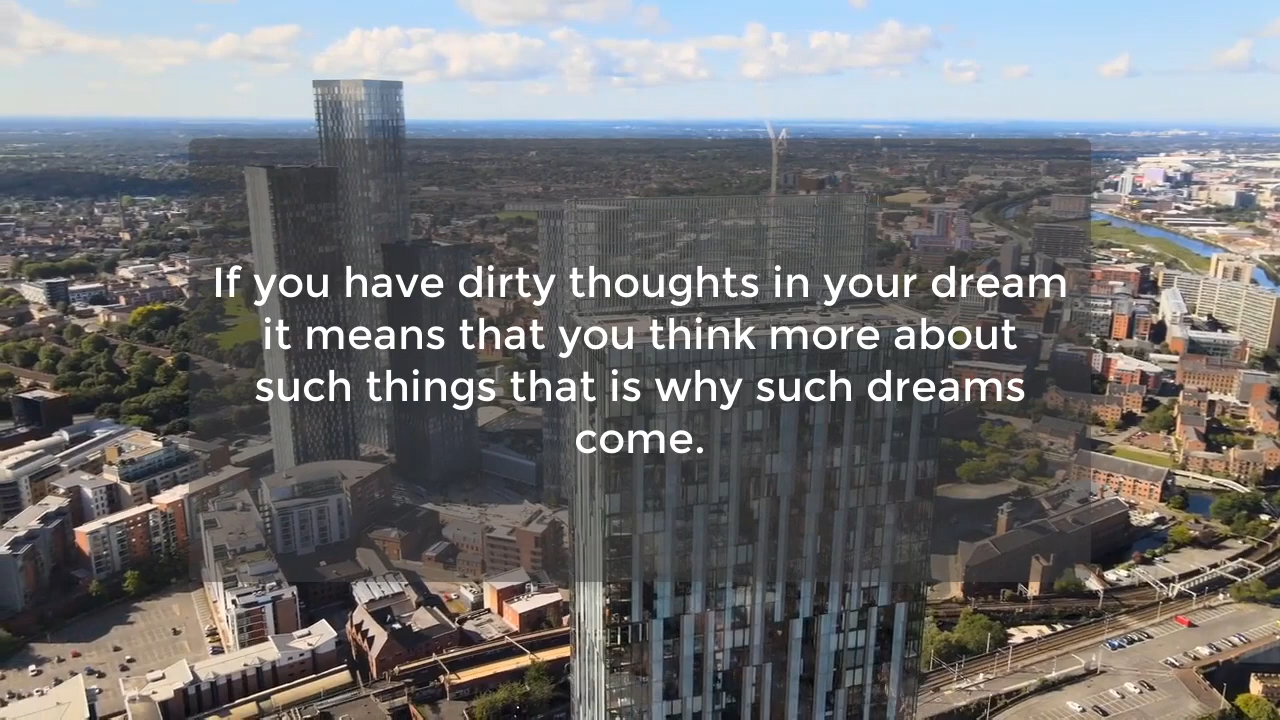 If you have dirty thoughts in your dream
it means that you think more about
such things that is why such dreams
come.